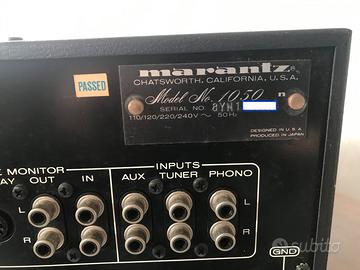 marantz
CHATSWORTH, CALIFORNIA, U.S.A.
PASSED
Model No. 1050
SERIAL NO
110/120/220/240V ~ 50Hz
DESIGNED IN U.S.A.
PRODUCED IN JAPAN
MONITOR
OUT IN
INPUTS
AUX TUNER PHONO
L L
R R
GND
subito